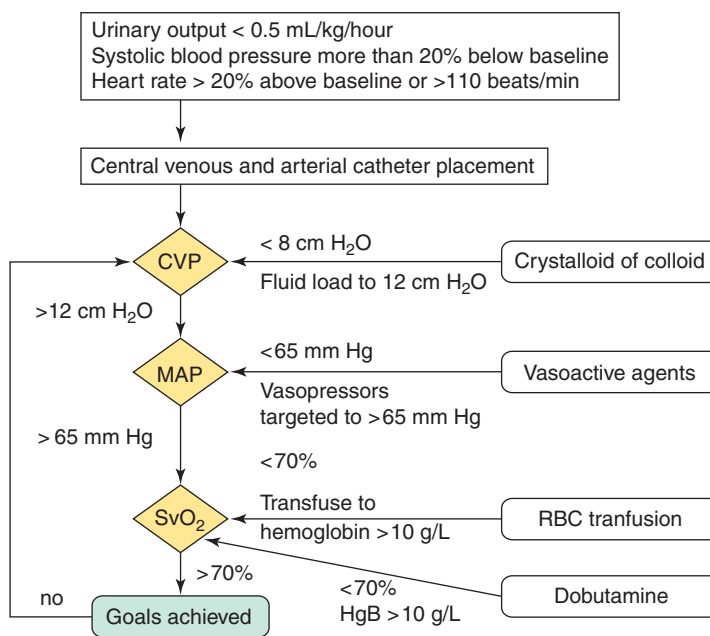 Urinary output < 0.5 mL/kg/hour
Systolic blood pressure more than 20% below baseline
Heart rate > 20% above baseline or >110 beats/min
Central venous and arterial catheter placement
CVP
< 8 cm H₂O
Fluid load to 12 cm H₂O
Crystalloid of colloid
>12 cm H₂O
MAP
<65 mm Hg
Vasopressors
targeted to >65 mm Hg
Vasoactive agents
> 65 mm Hg
<70%
SvO₂
Transfuse to
hemoglobin >10 g/L
RBC tranfusion
>70%
<70%
HgB >10 g/L
Dobutamine
no
Goals achieved